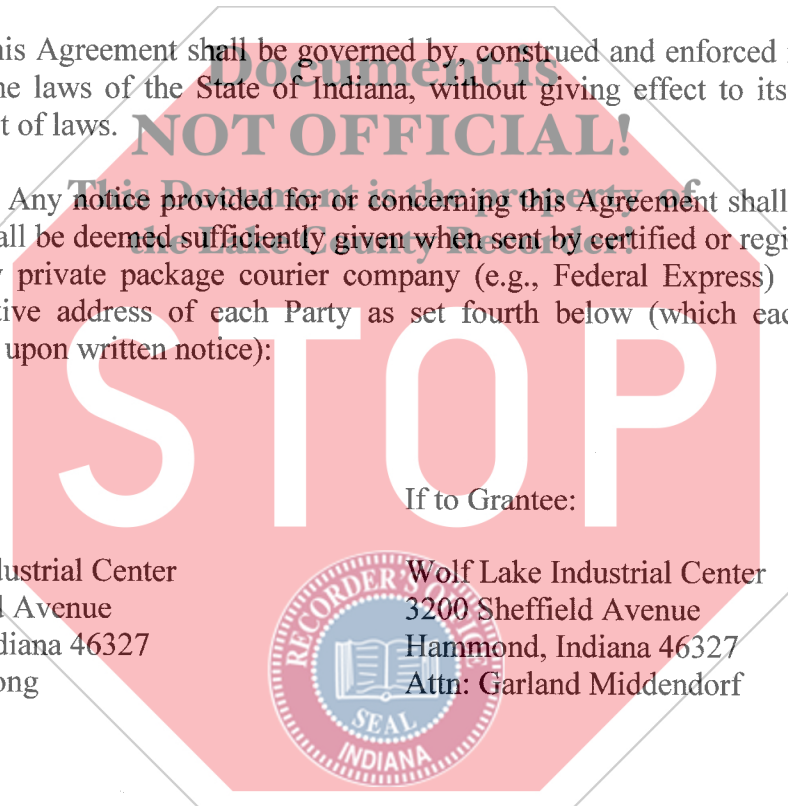 his Agreement shall be governed by, construed and enforced
Document is
he laws of the State of Indiana, without giving effect to its
t of laws.
NOT OFFICIAL!
Any notice provided for or concerning this Agreement shall
This Document is the property of
all be deemed sufficiently given when sent by certified or regi
the Lake County Recorder!
private package courier company (e.g., Federal Express)
tive address of each Party as set fourth below (which eac
upon written notice):
STOP
If to Grantee:
dustrial Center
Wolf Lake Industrial Center
d Avenue
3200 Sheffield Avenue
diana 46327
Hammond, Indiana 46327
ong
Attn: Garland Middendorf
RECORDER'S OFFICE
SEAL
INDIANA